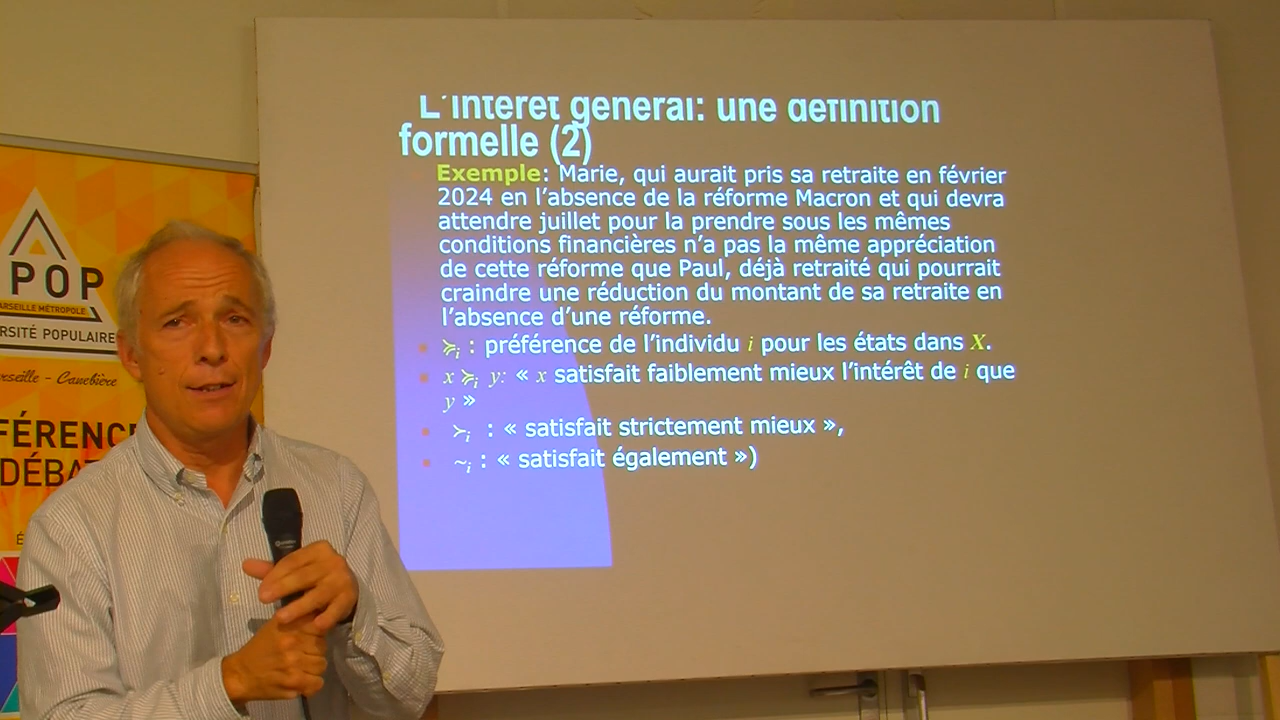 POP
ARSEILLE MÉTROPOLE
RSITÉ POPULAIRE
rseille - Canebière
FÉRENC
DÉBA
L'intérêt général: une définition
formelle (2)
Exemple: Marie, qui aurait pris sa retraite en février
2024 en l'absence de la réforme Macron et qui devra
attendre juillet pour la prendre sous les mêmes
conditions financières n'a pas la même appréciation
de cette réforme que Paul, déjà retraité qui pourrait
craindre une réduction du montant de sa retraite en
l'absence d'une réforme.
≽i : préférence de l'individu i pour les états dans X.
x ≽i y: « x satisfait faiblement mieux l'intérêt de i que
y »
≻i : « satisfait strictement mieux »,
~i : « satisfait également »)